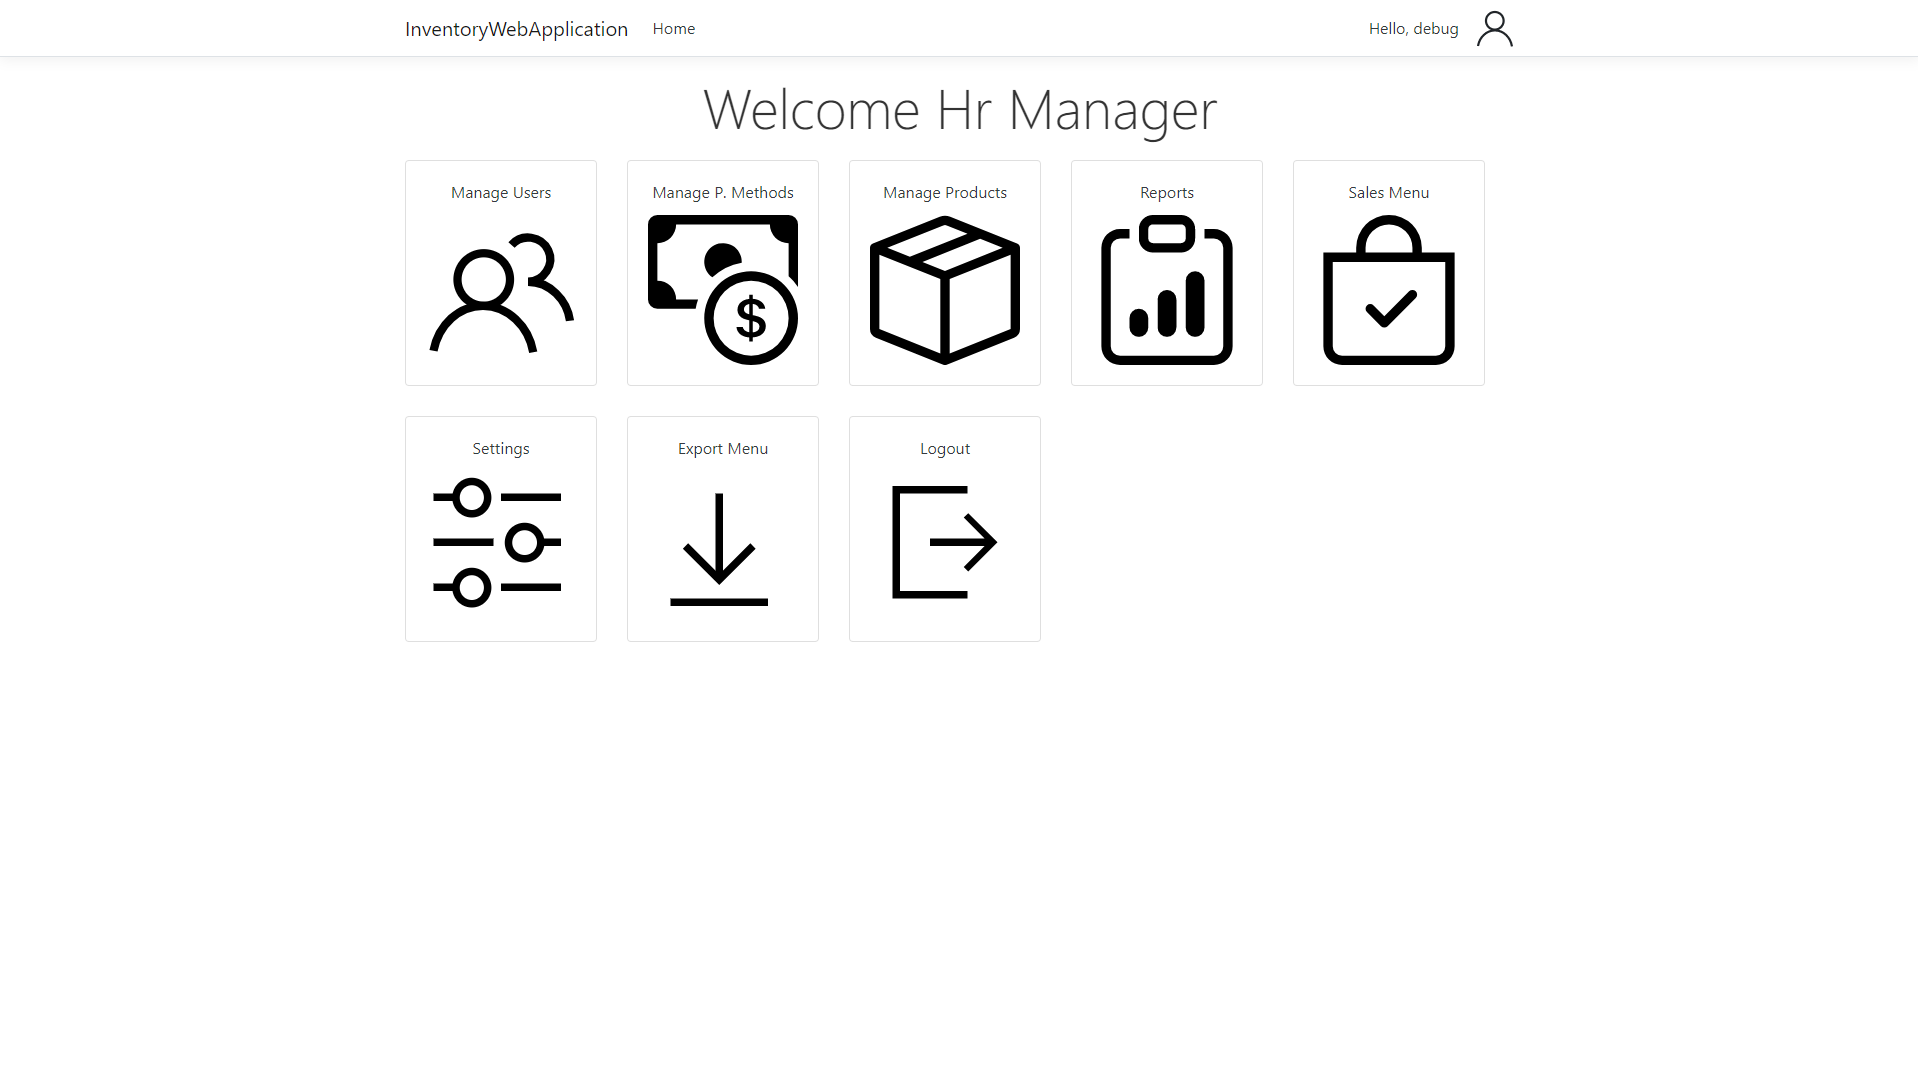 InventoryWebApplication Home Hello, debug
Welcome Hr Manager
Manage Users
Manage P. Methods
$
Manage Products
Reports
Sales Menu
Settings
Export Menu
Logout